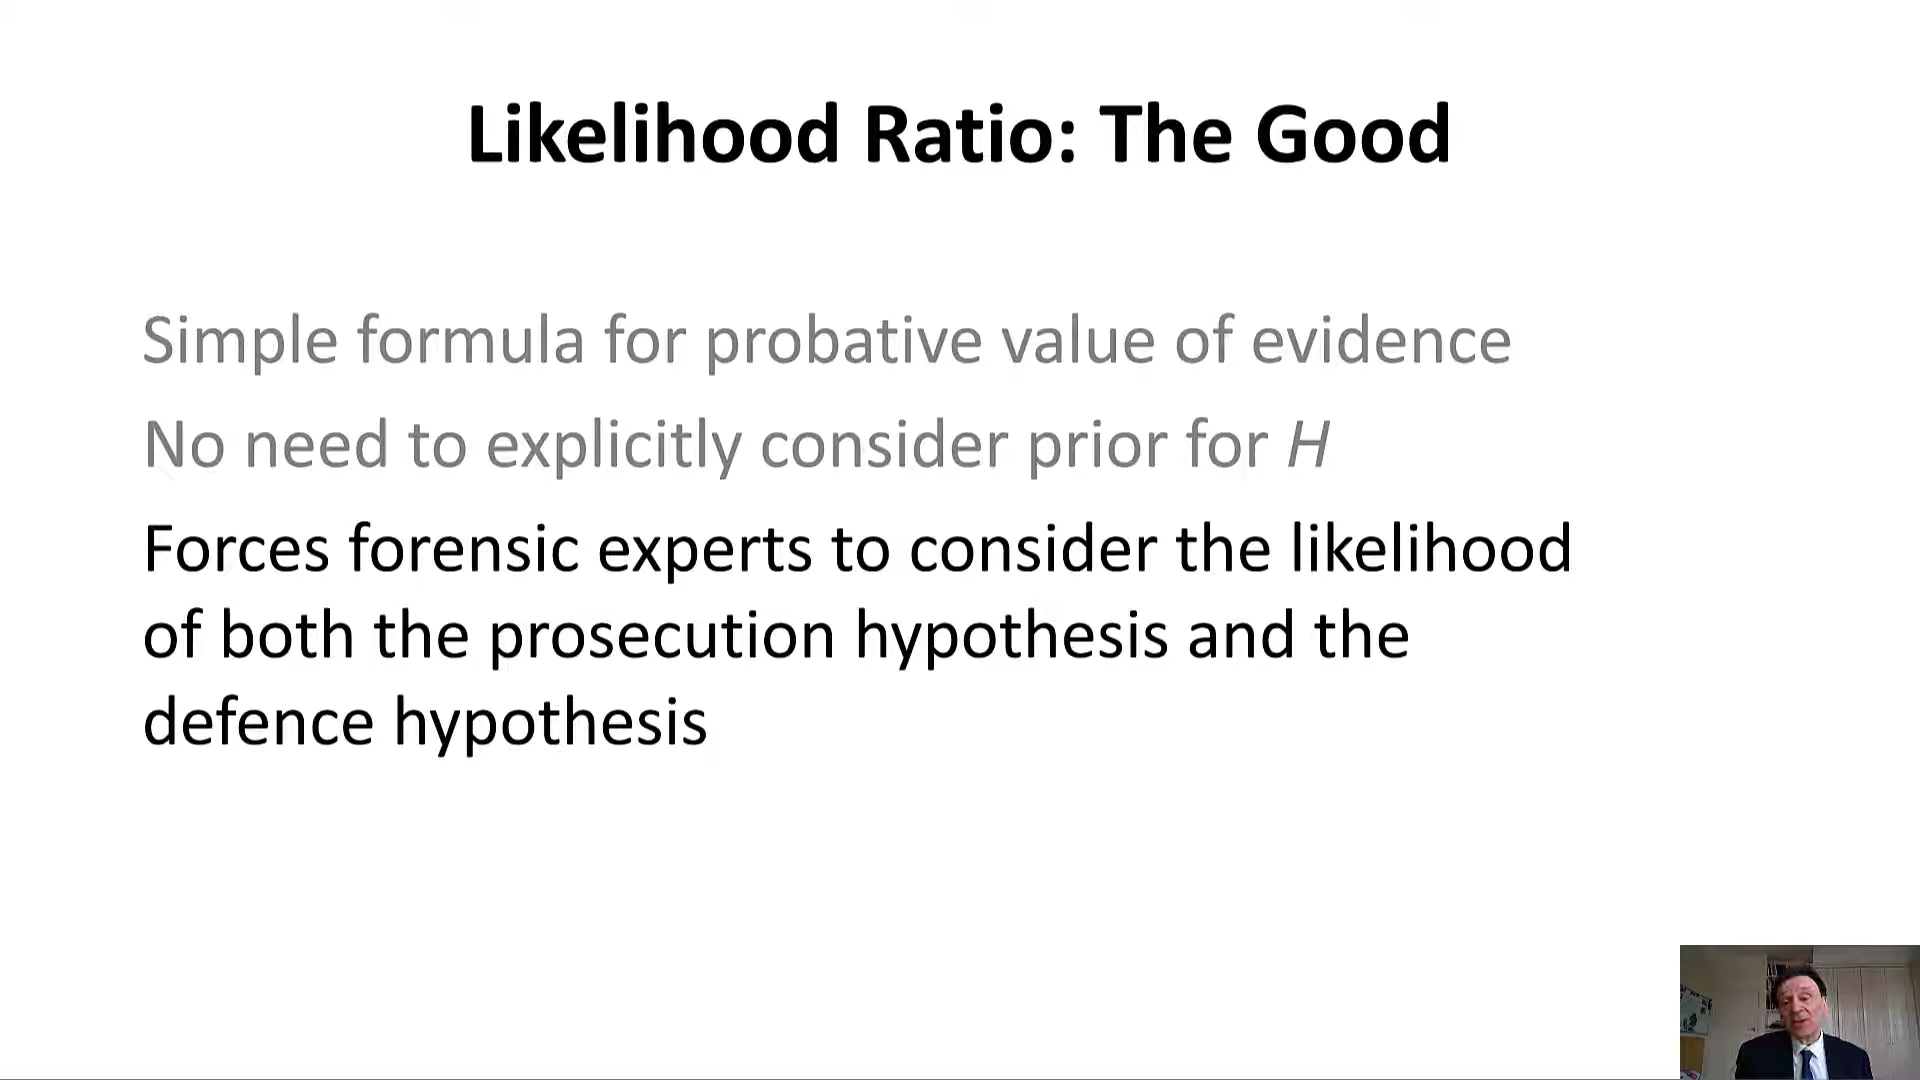 Likelihood Ratio: The Good
Simple formula for probative value of evidence
No need to explicitly consider prior for H
Forces forensic experts to consider the likelihood
of both the prosecution hypothesis and the
defence hypothesis